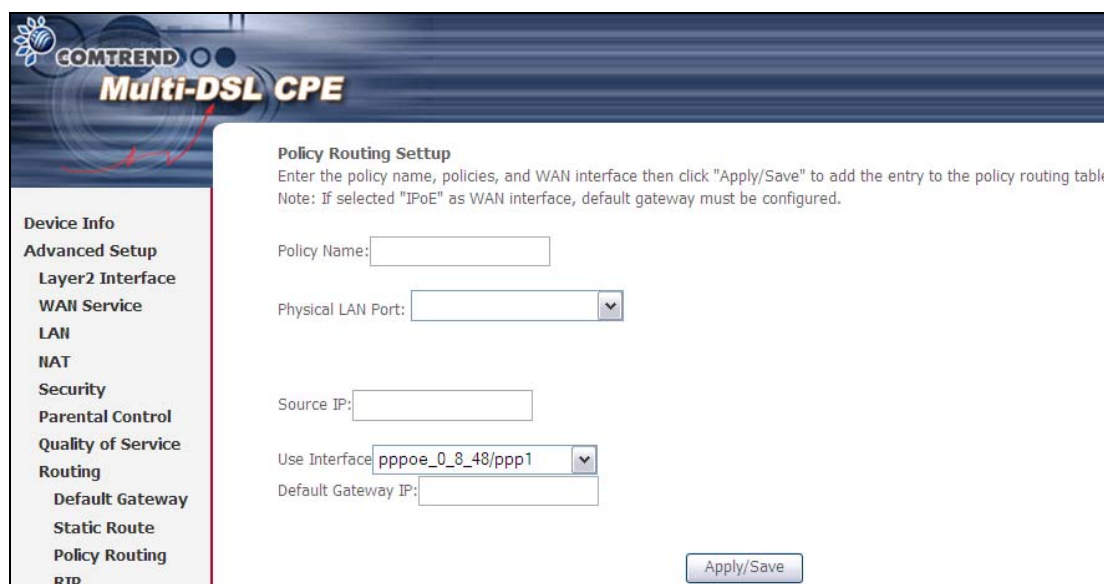 COMTREND
Multi-DSL CPE
Device Info
Advanced Setup
Layer2 Interface
WAN Service
LAN
NAT
Security
Parental Control
Quality of Service
Routing
Default Gateway
Static Route
Policy Routing
RIP
Policy Routing Settup
Enter the policy name, policies, and WAN interface then click "Apply/Save" to add the entry to the policy routing table
Note: If selected "IPoE" as WAN interface, default gateway must be configured.
Policy Name:
Physical LAN Port:
Source IP:
Use Interface pppoe_0_8_48/ppp1
Default Gateway IP:
Apply/Save